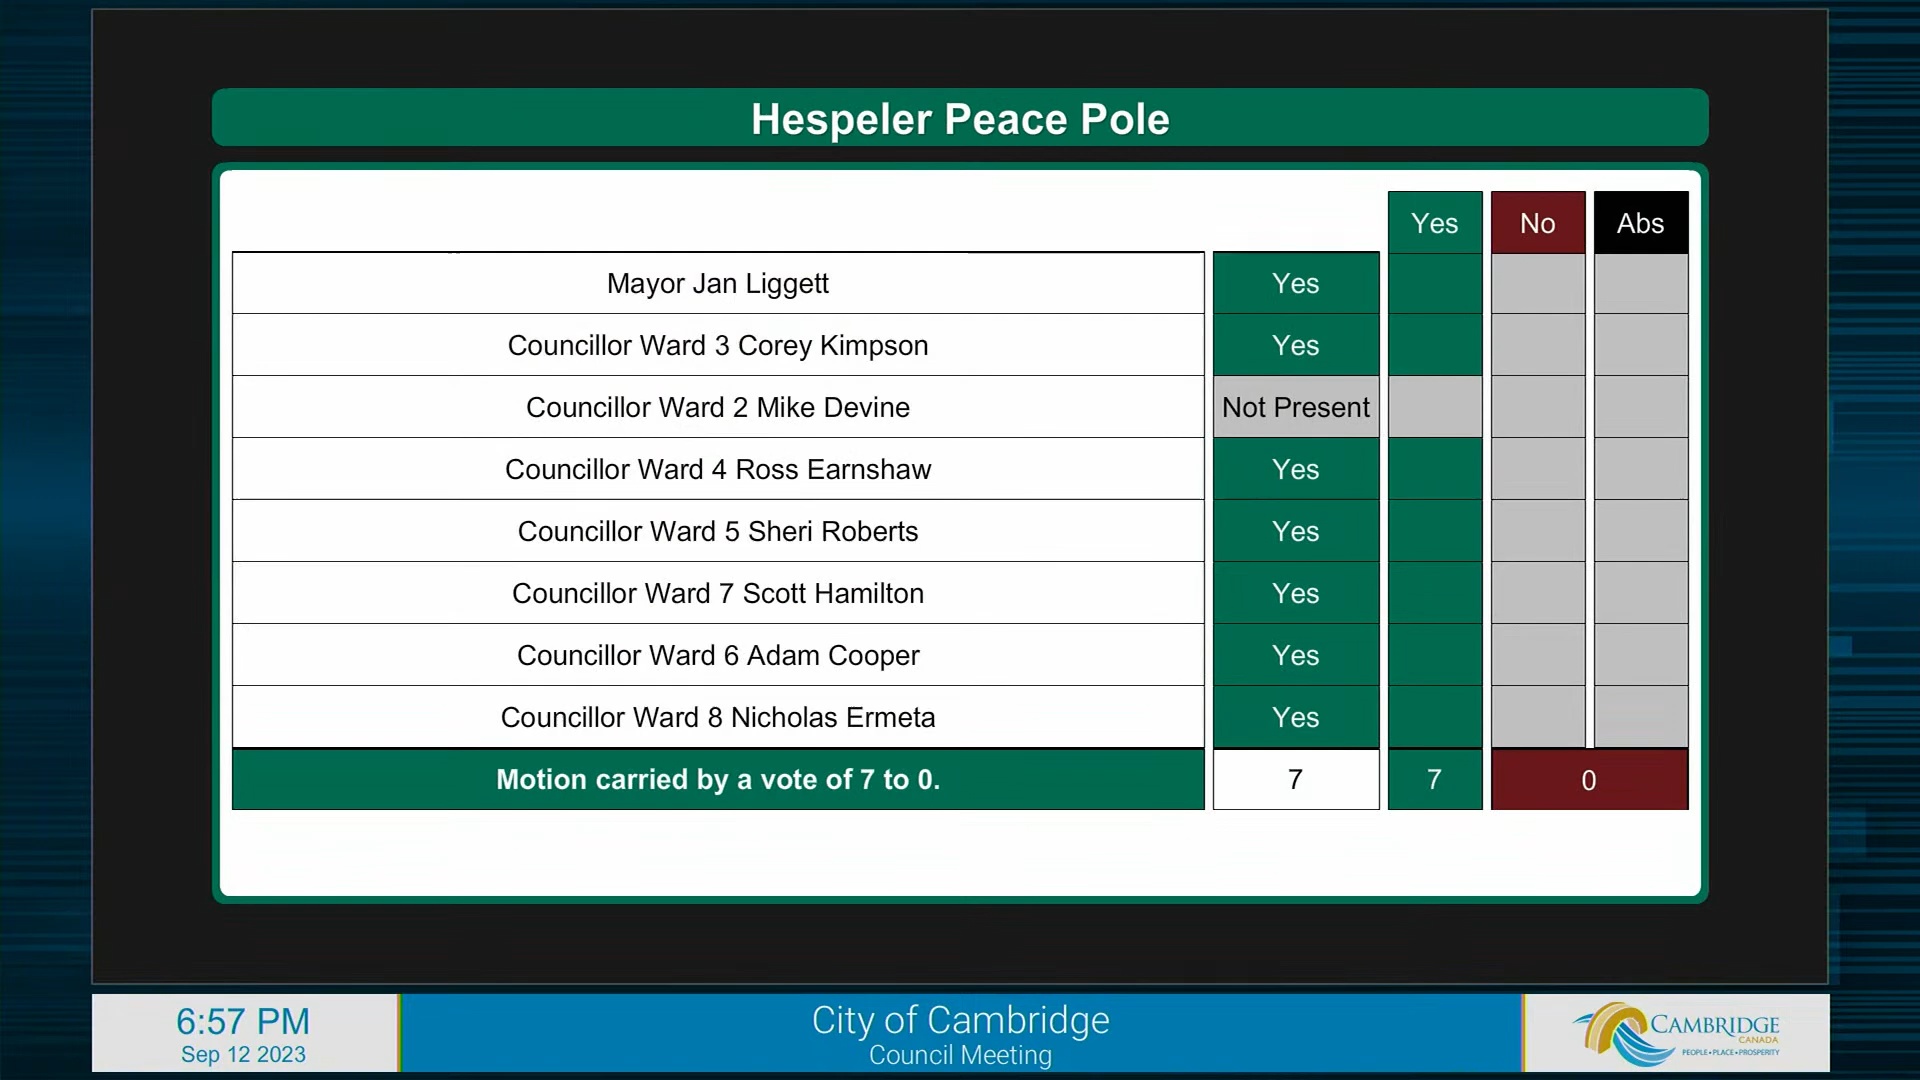 Hespeler Peace Pole
Yes No Abs
Mayor Jan Liggett Yes
Councillor Ward 3 Corey Kimpson Yes
Councillor Ward 2 Mike Devine Not Present
Councillor Ward 4 Ross Earnshaw Yes
Councillor Ward 5 Sheri Roberts Yes
Councillor Ward 7 Scott Hamilton Yes
Councillor Ward 6 Adam Cooper Yes
Councillor Ward 8 Nicholas Ermeta Yes
Motion carried by a vote of 7 to 0. 7 7 0
6:57 PM
Sep 12 2023
City of Cambridge
Council Meeting
CAMBRIDGE
CANADA
PEOPLE • PLACE • PROSPERITY